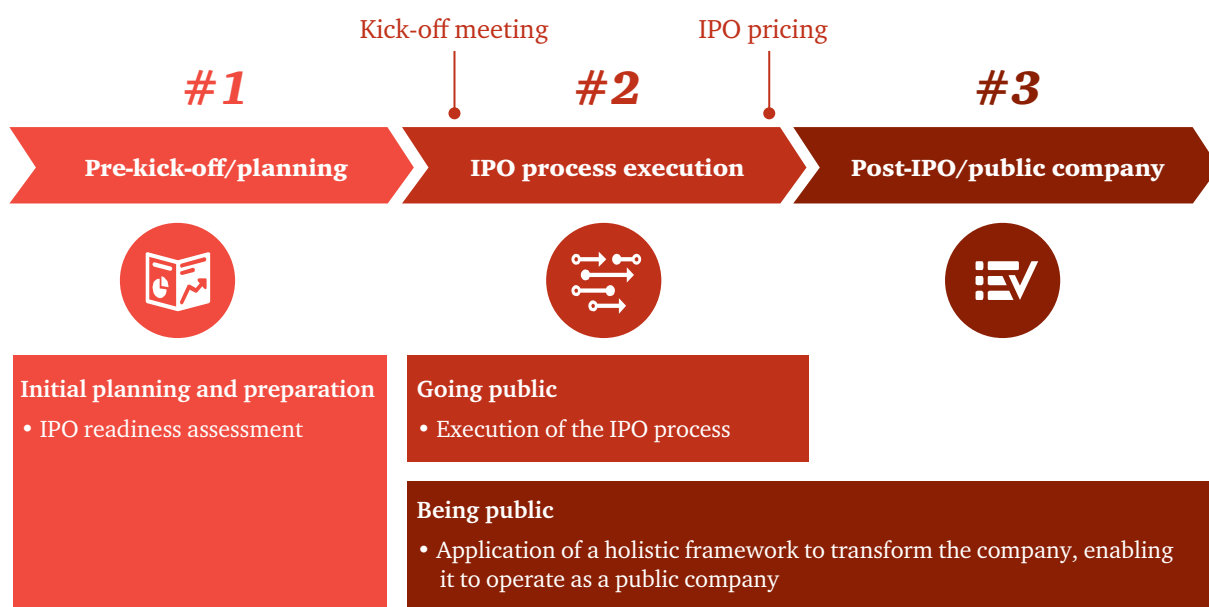 Kick-off meeting
IPO pricing
#1
#2
#3
Pre-kick-off/planning
IPO process execution
Post-IPO/public company
Initial planning and preparation
• IPO readiness assessment
Going public
• Execution of the IPO process
Being public
• Application of a holistic framework to transform the company, enabling
it to operate as a public company